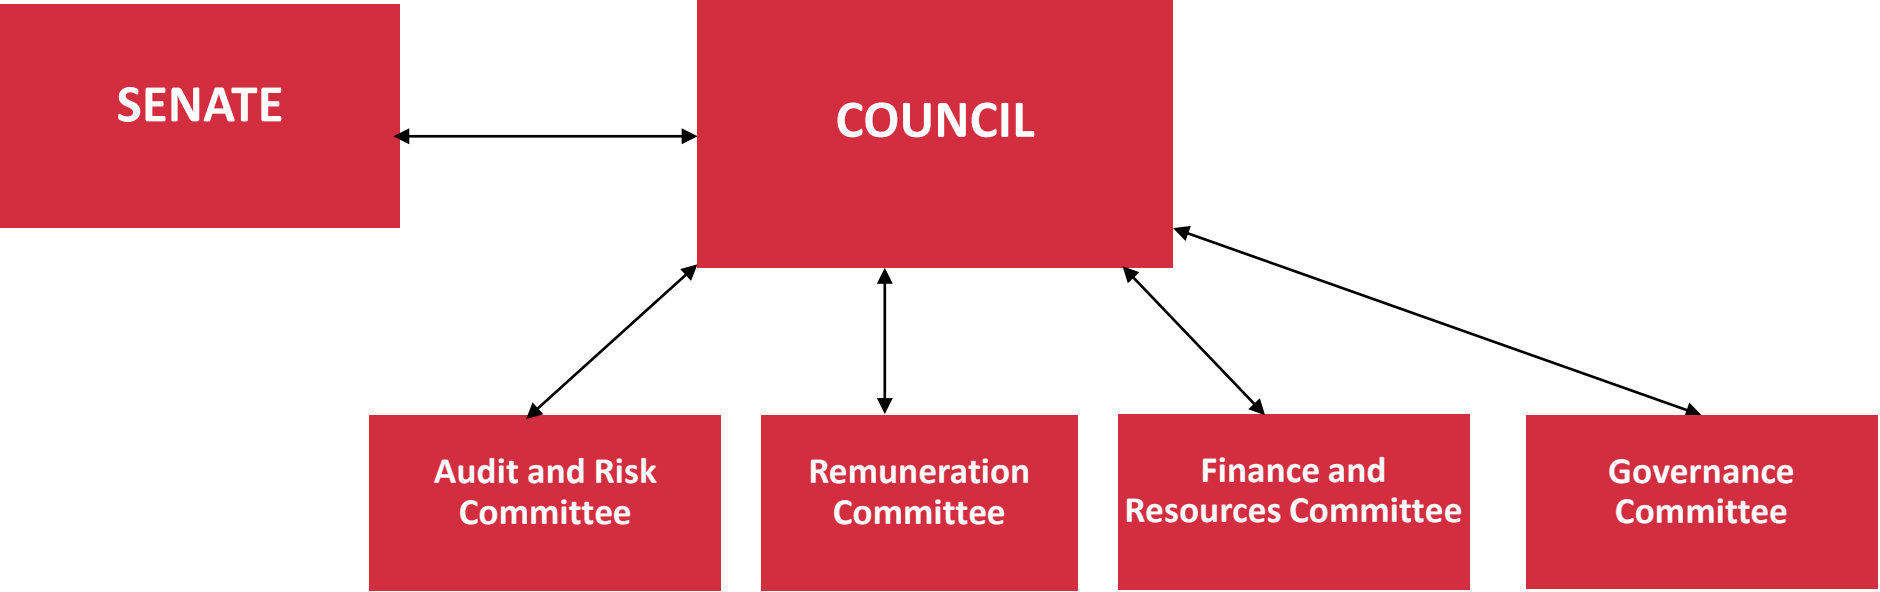 SENATE
COUNCIL
Audit and Risk
Committee
Remuneration
Committee
Finance and
Resources Committee
Governance
Committee